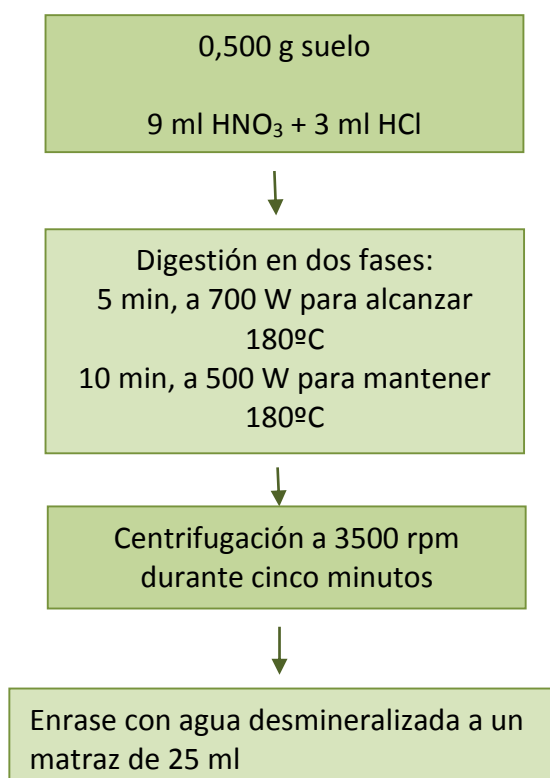 0,500 g suelo
9 ml HNO₃ + 3 ml HCl
Digestión en dos fases:
5 min, a 700 W para alcanzar
180ºC
10 min, a 500 W para mantener
180ºC
Centrifugación a 3500 rpm
durante cinco minutos
Enrase con agua desmineralizada a un
matraz de 25 ml